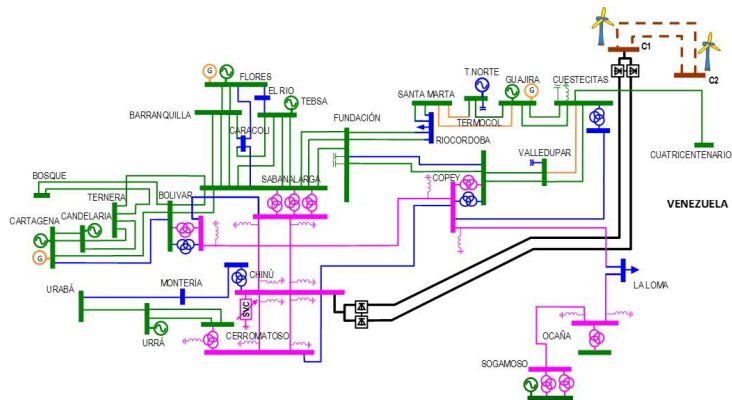 C1
C2
G
FLORES
EL RIO
TEBSA
BARRANQUILLA
CARACOLI
FUNDACIÓN
SANTA MARTA
T.NORTE
GUAJIRA
G
CUESTECITAS
TERMOCOL
RIOCORDOBA
VALLEDUPAR
CUATRICENTENARIO
COPEY
VENEZUELA
BOSQUE
TERNERA
BOLIVAR
SABANALARGA
CARTAGENA
CANDELARIA
G
MONTERÍA
CHINÚ
URABÁ
SVC
URRÁ
CERROMATOSO
LA LOMA
OCAÑA
SOGAMOSO